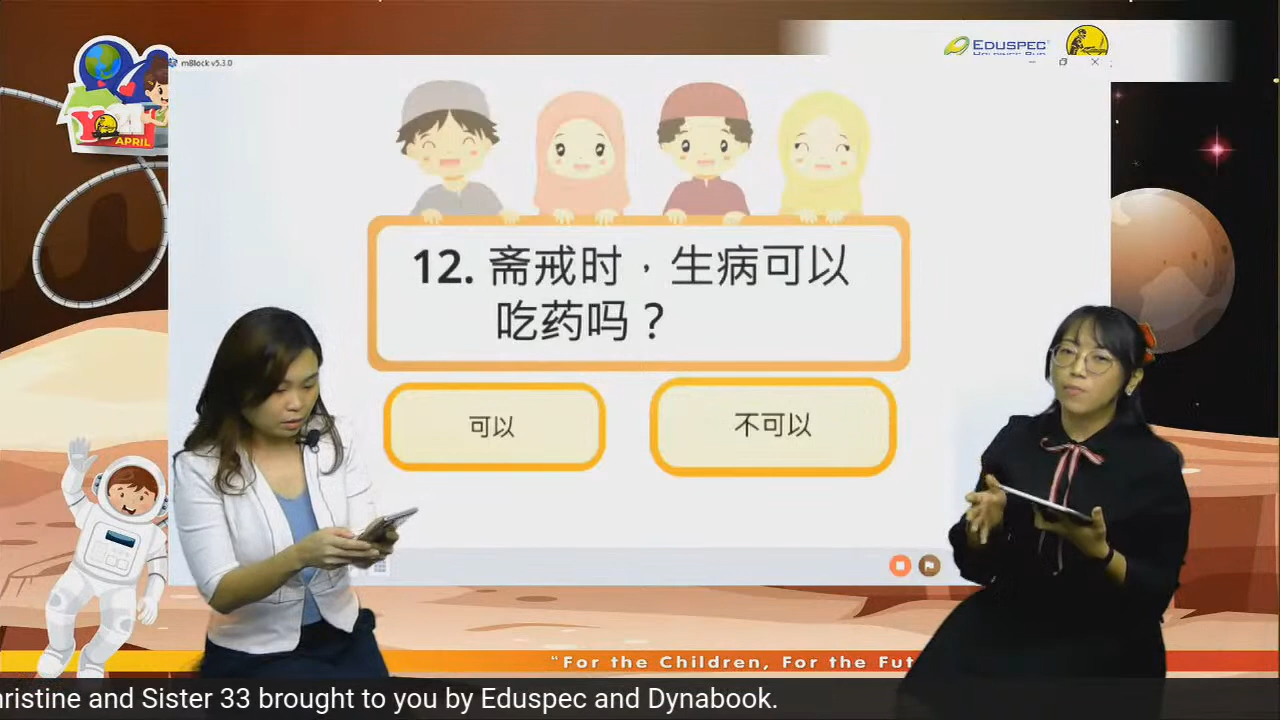 EDUSPEC
mBlock v5.3.0
APRIL
12. 斋戒时，生病可以
吃药吗？
可以
不可以
"For the Children, For the Fut
hristine and Sister 33 brought to you by Eduspec and Dynabook.